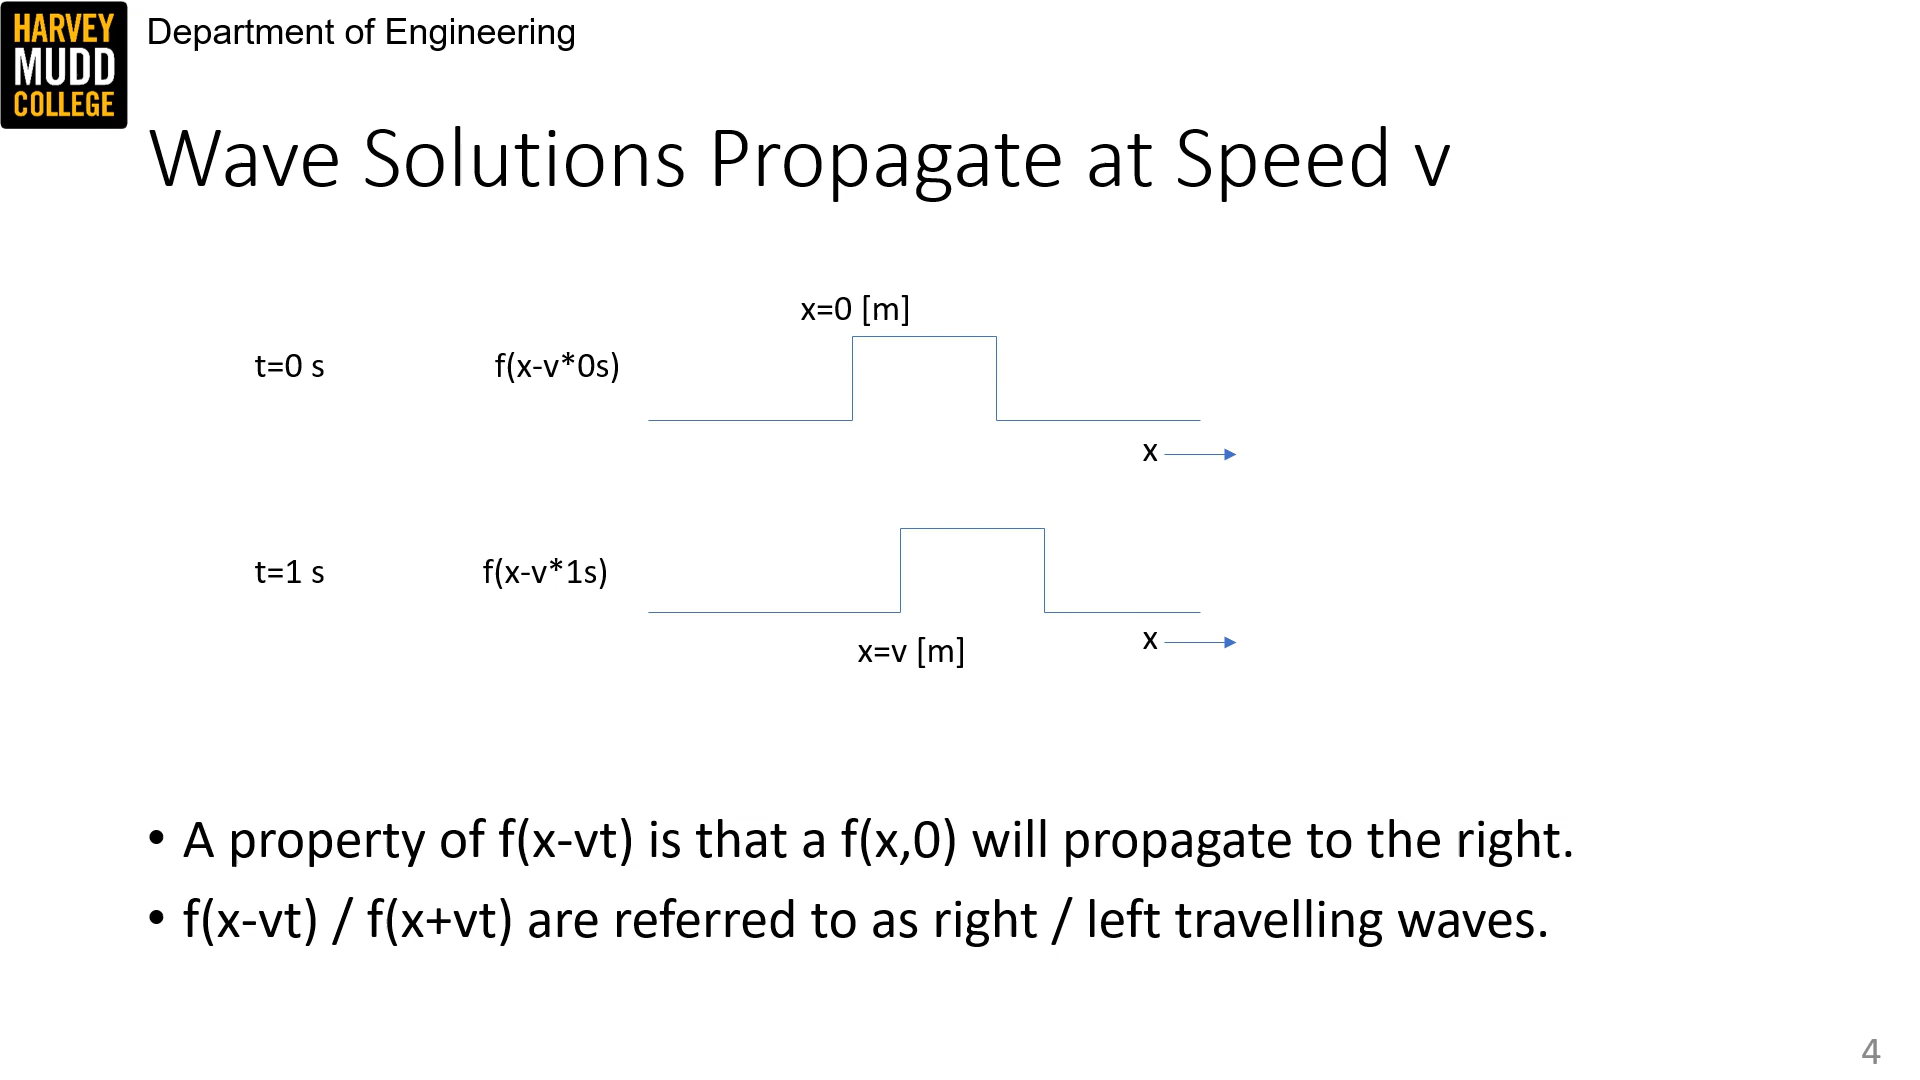 HARVEY
MUDD
COLLEGE
Department of Engineering
Wave Solutions Propagate at Speed v
x=0 [m]
t=0 s f(x-v*0s)
x
t=1 s f(x-v*1s)
x
x=v [m]
• A property of f(x-vt) is that a f(x,0) will propagate to the right.
• f(x-vt) / f(x+vt) are referred to as right / left travelling waves.
4